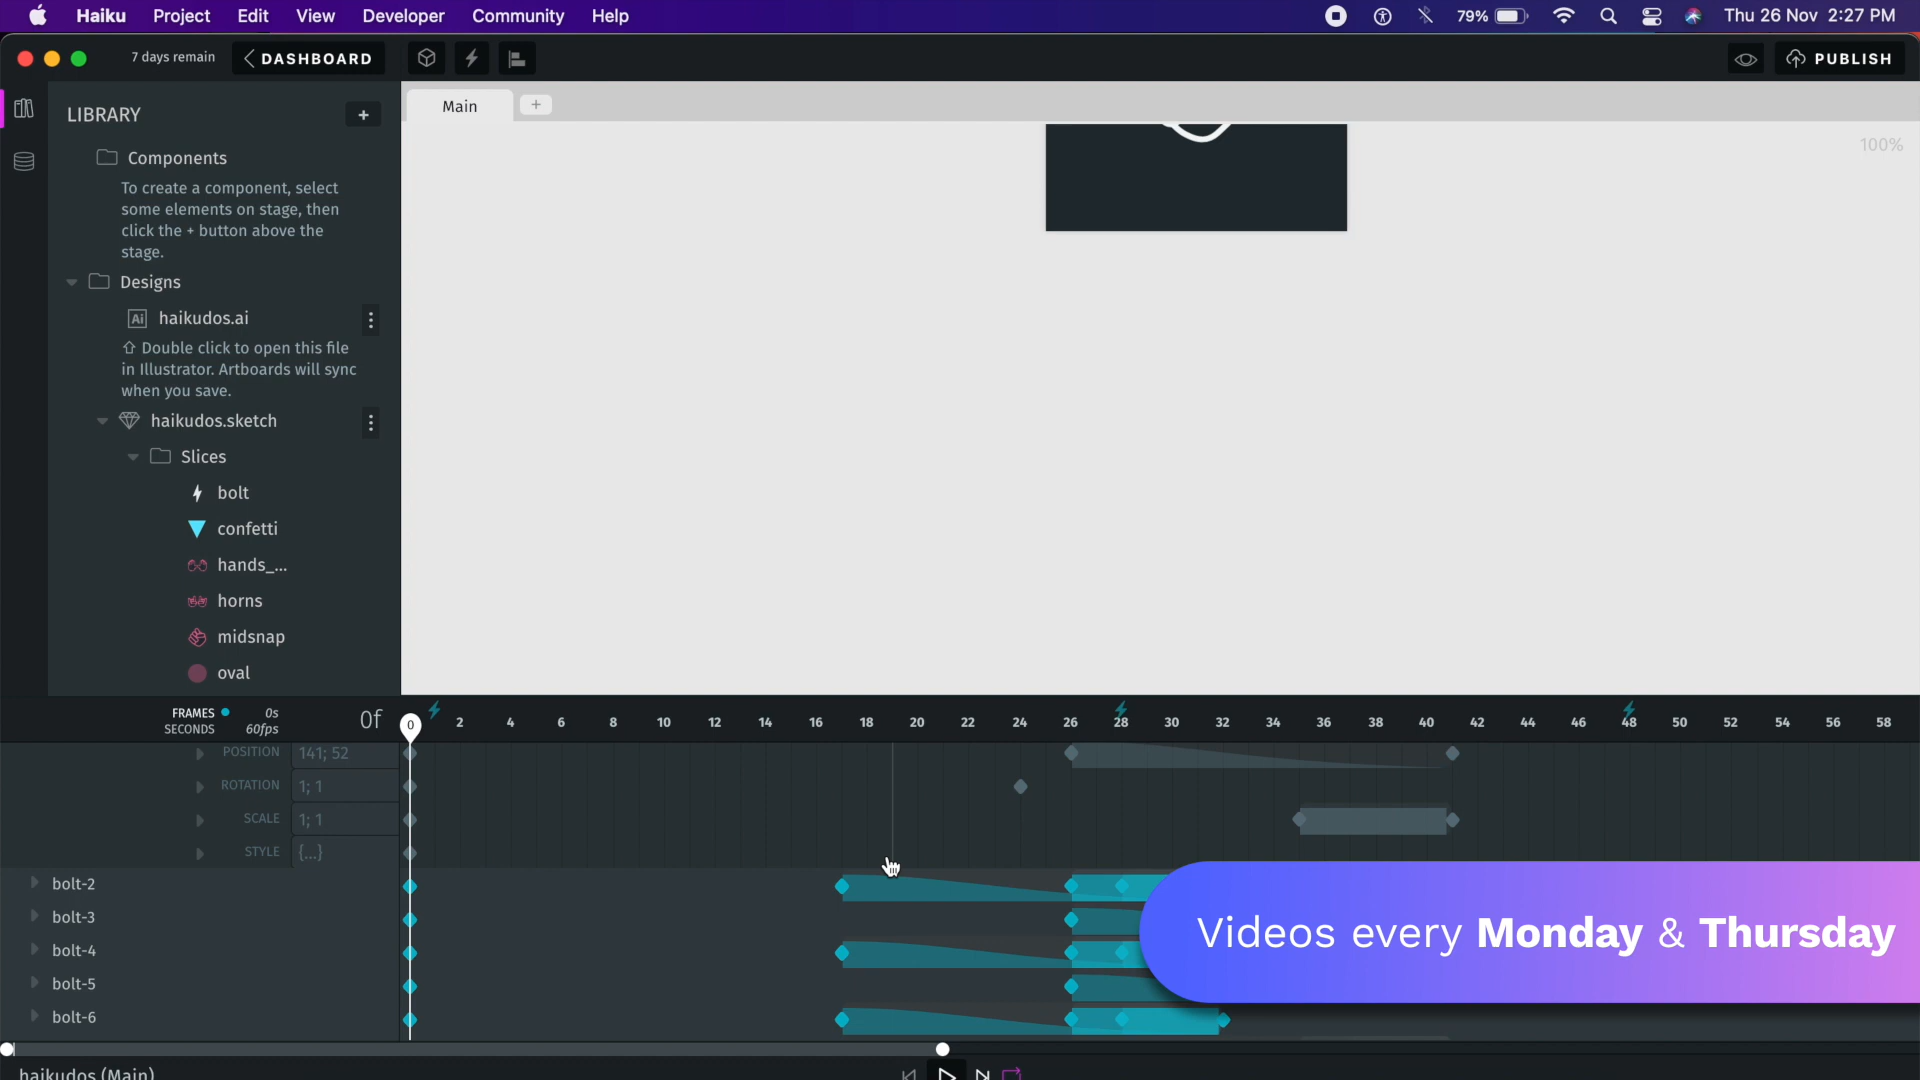 Haiku Project Edit View Developer Community Help 79% Thu 26 Nov 2:27 PM
7 days remain DASHBOARD PUBLISH
LIBRARY +
Main +
100%
Components
To create a component, select
some elements on stage, then
click the + button above the
stage.
Designs
Ai haikudos.ai
Double click to open this file
in Illustrator. Artboards will sync
when you save.
haikudos.sketch
Slices
bolt
confetti
hands_...
horns
midsnap
oval
FRAMES 0s
SECONDS 60fps
0f 0 2 4 6 8 10 12 14 16 18 20 22 24 26 28 30 32 34 36 38 40 42 44 46 48 50 52 54 56 58
POSITION 141; 52
ROTATION 1; 1
SCALE 1; 1
STYLE {...}
bolt-2
bolt-3
bolt-4
bolt-5
bolt-6
Videos every Monday & Thursday
haikudos (Main)